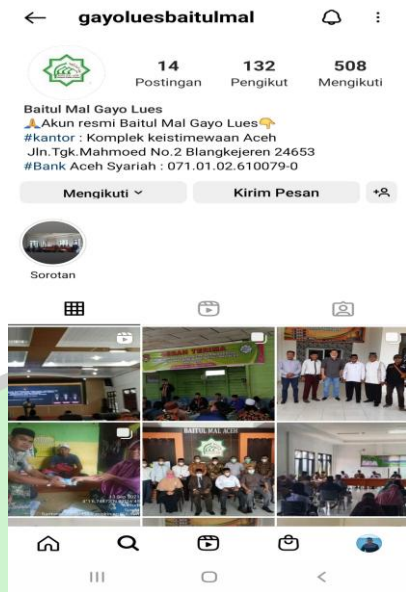 gayoluesbaitulmal
14 132 508
Postingan Pengikut Mengikuti
Baitul Mal Gayo Lues
🙏Akun resmi Baitul Mal Gayo Lues👇
#kantor : Komplek keistimewaan Aceh
Jln.Tgk.Mahmoed No.2 Blangkejeren 24653
#Bank Aceh Syariah : 071.01.02.610079-0
Mengikuti Kirim Pesan
Sorotan
BAITUL MAL ACEH